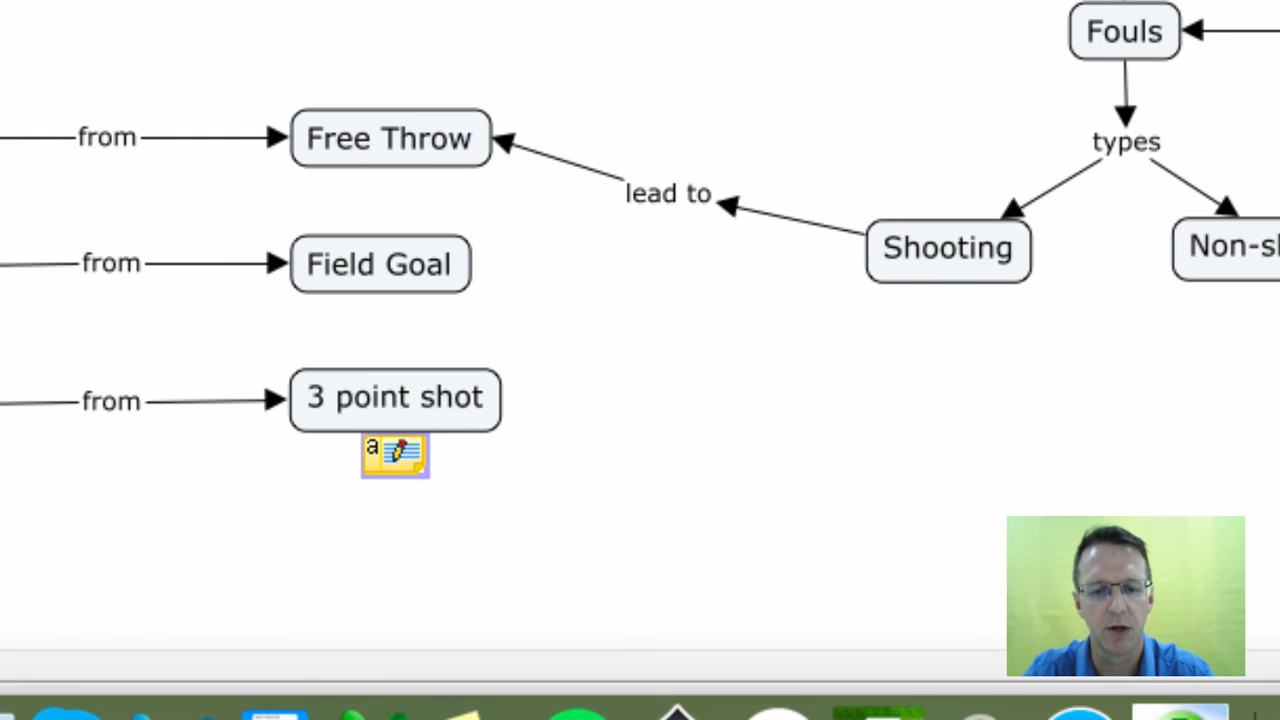 Fouls
from
Free Throw
types
lead to
Shooting
from
Field Goal
from
3 point shot
a